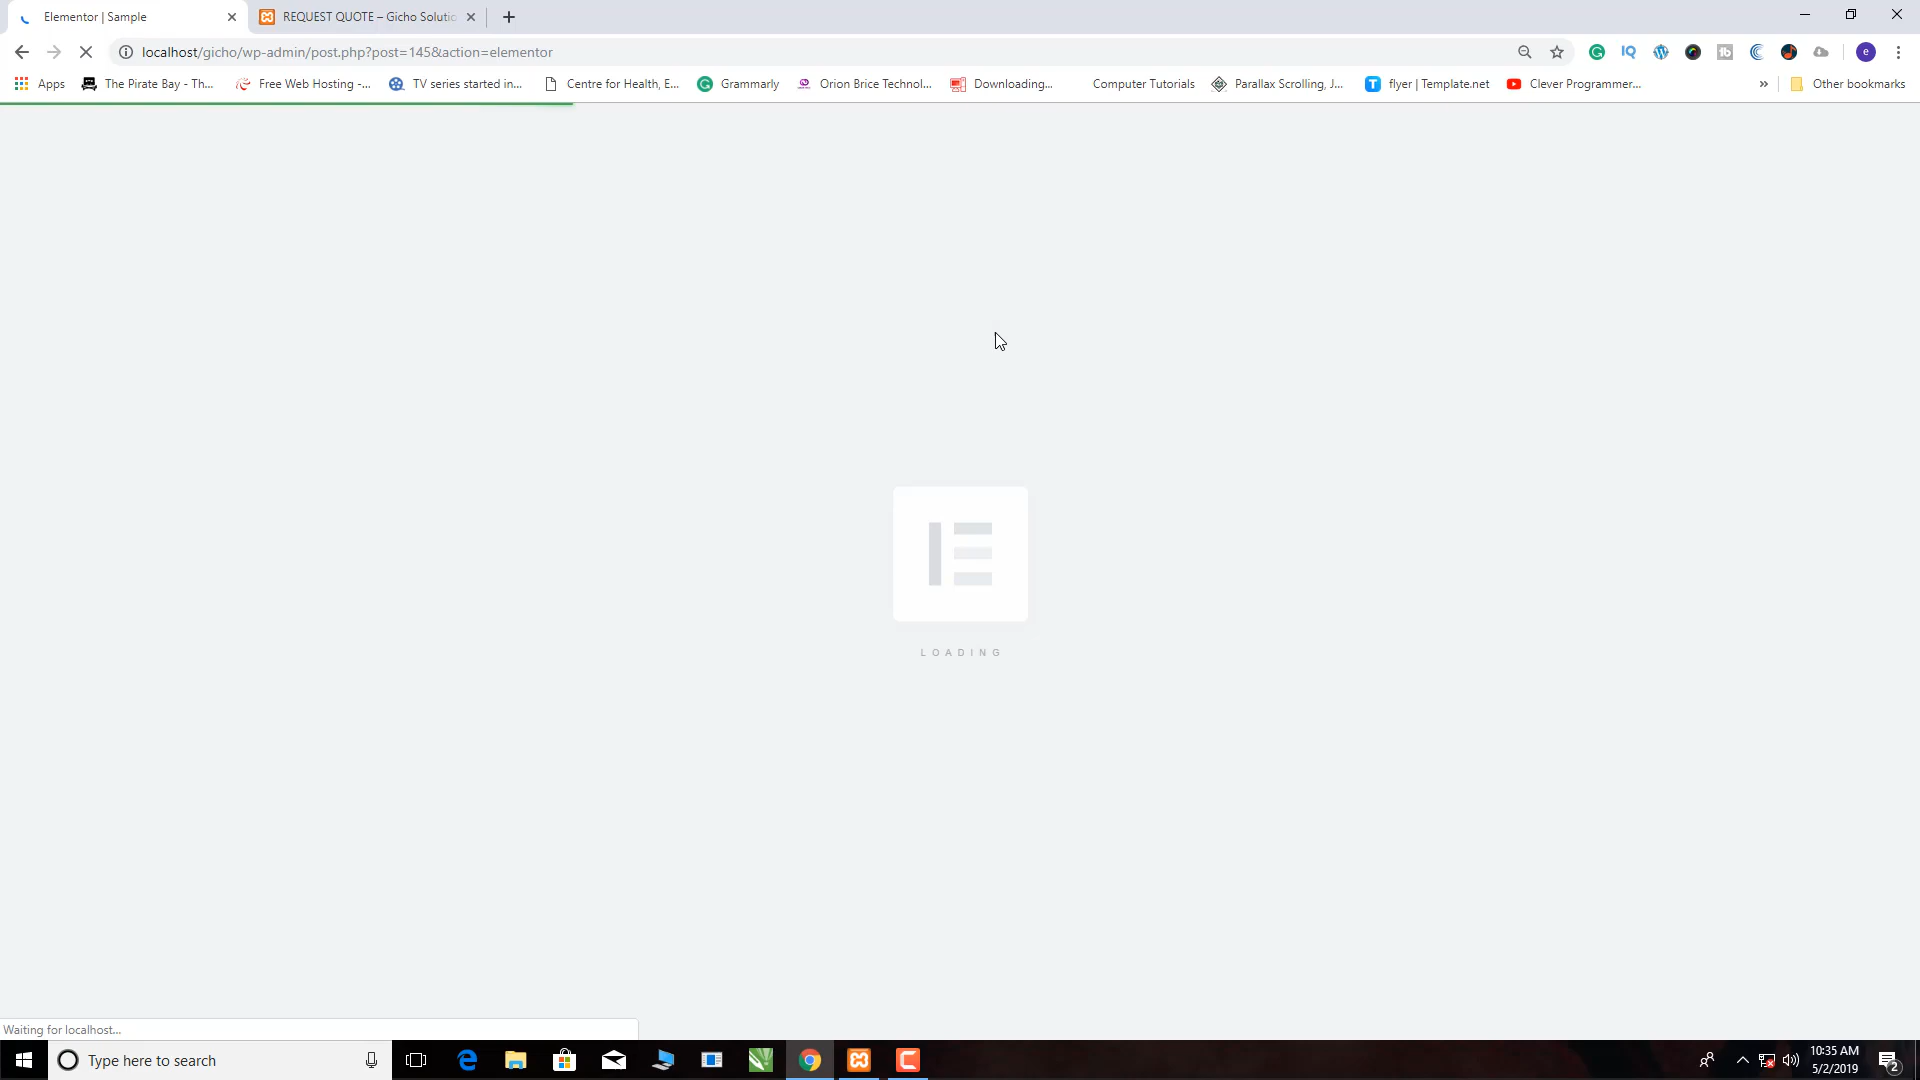 Elementor | Sample
REQUEST QUOTE – Gicho Solutio
localhost/gicho/wp-admin/post.php?post=145&action=elementor
Apps
The Pirate Bay - Th...
Free Web Hosting -...
TV series started in...
Centre for Health, E...
Grammarly
Orion Brice Technol...
Downloading...
Computer Tutorials
Parallax Scrolling, J...
flyer | Template.net
Clever Programmer...
Other bookmarks
LOADING
Waiting for localhost...
Type here to search
10:35 AM
5/2/2019
2